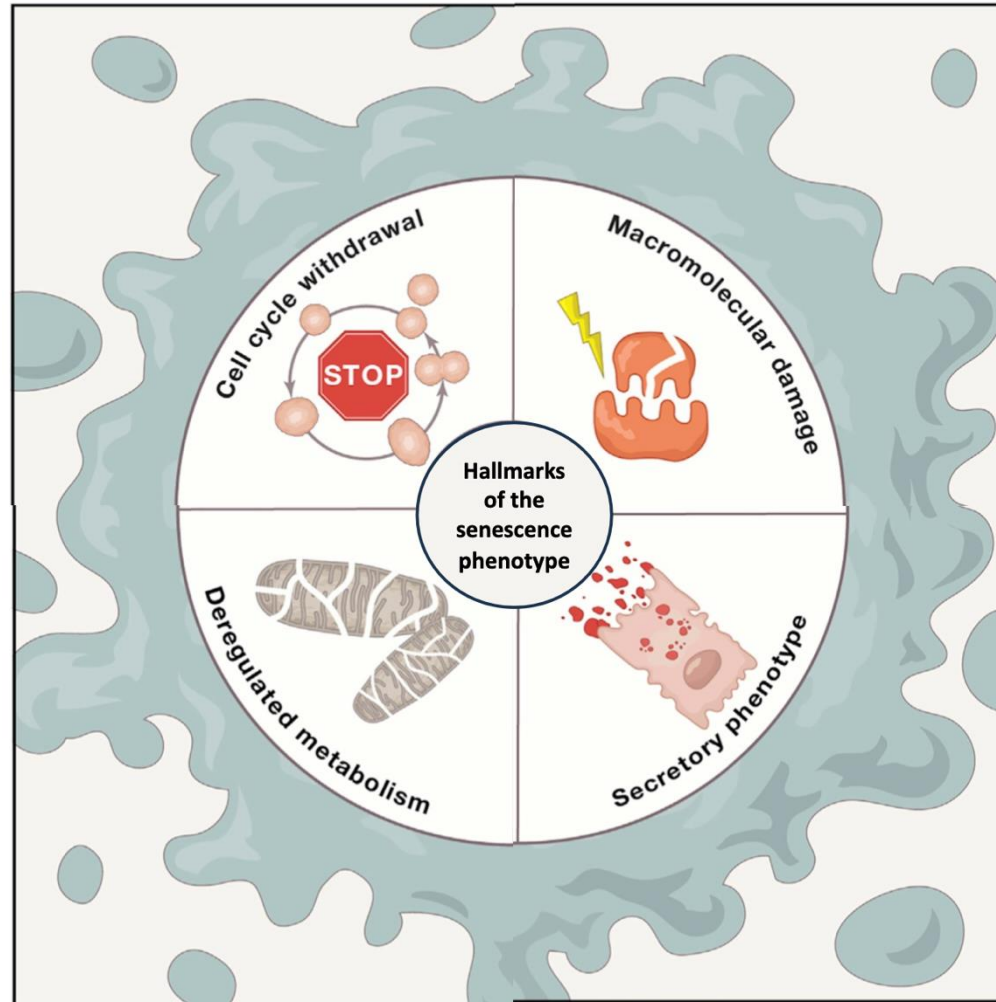 Cell cycle withdrawal
STOP
Macromolecular damage
Hallmarks
of the
senescence
phenotype
Deregulated metabolism
Secretory phenotype